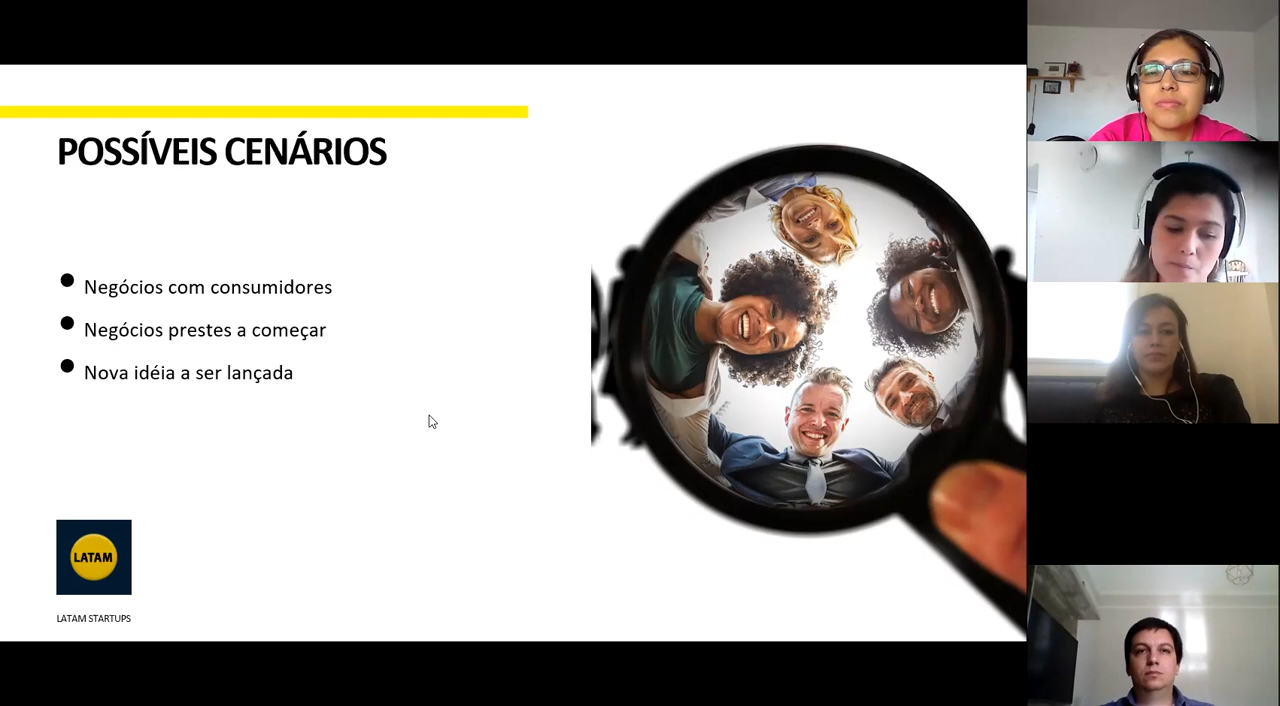 POSSÍVEIS CENÁRIOS
Negócios com consumidores
Negócios prestes a começar
Nova idéia a ser lançada
LATAM
LATAM STARTUPS